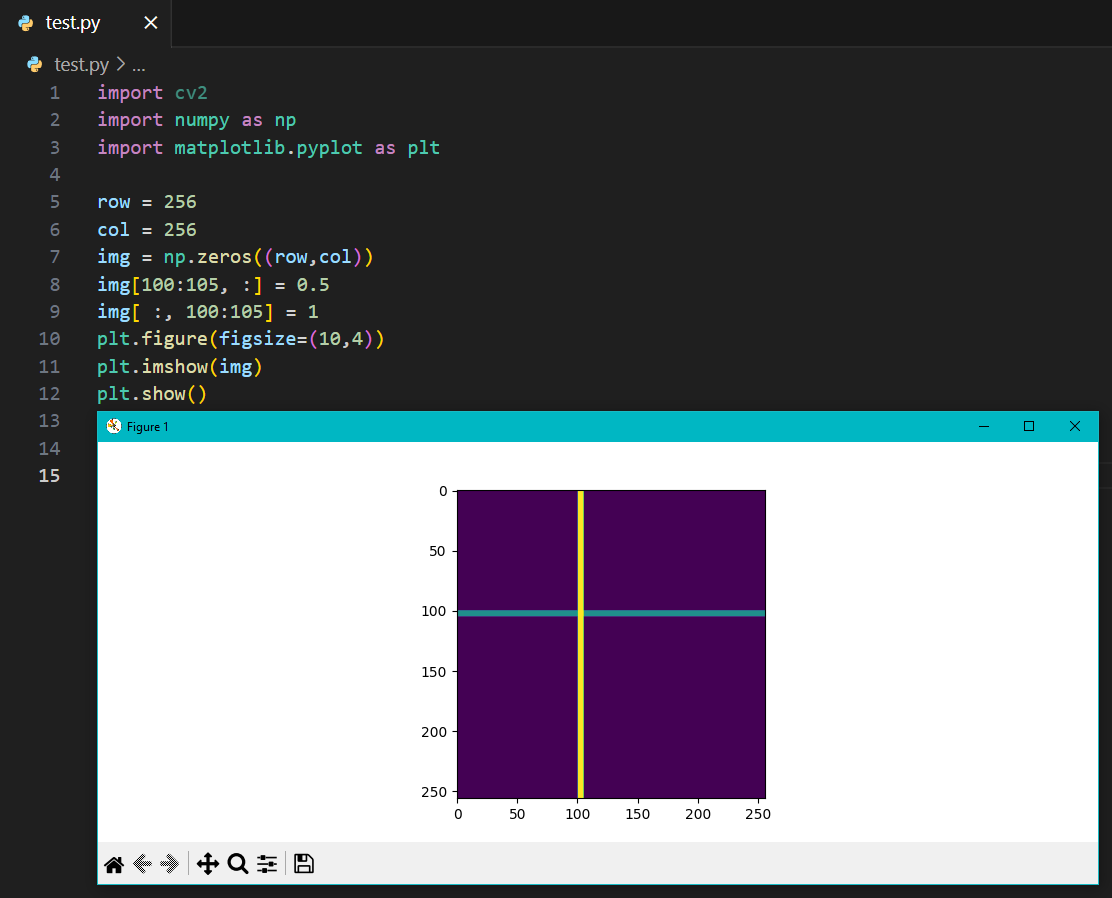 test.py
test.py > ...
1 import cv2
2 import numpy as np
3 import matplotlib.pyplot as plt
4
5 row = 256
6 col = 256
7 img = np.zeros((row,col))
8 img[100:105, :] = 0.5
9 img[ :, 100:105] = 1
10 plt.figure(figsize=(10,4))
11 plt.imshow(img)
12 plt.show()
13
14
15
Figure 1
0
50
100
150
200
250
0 50 100 150 200 250